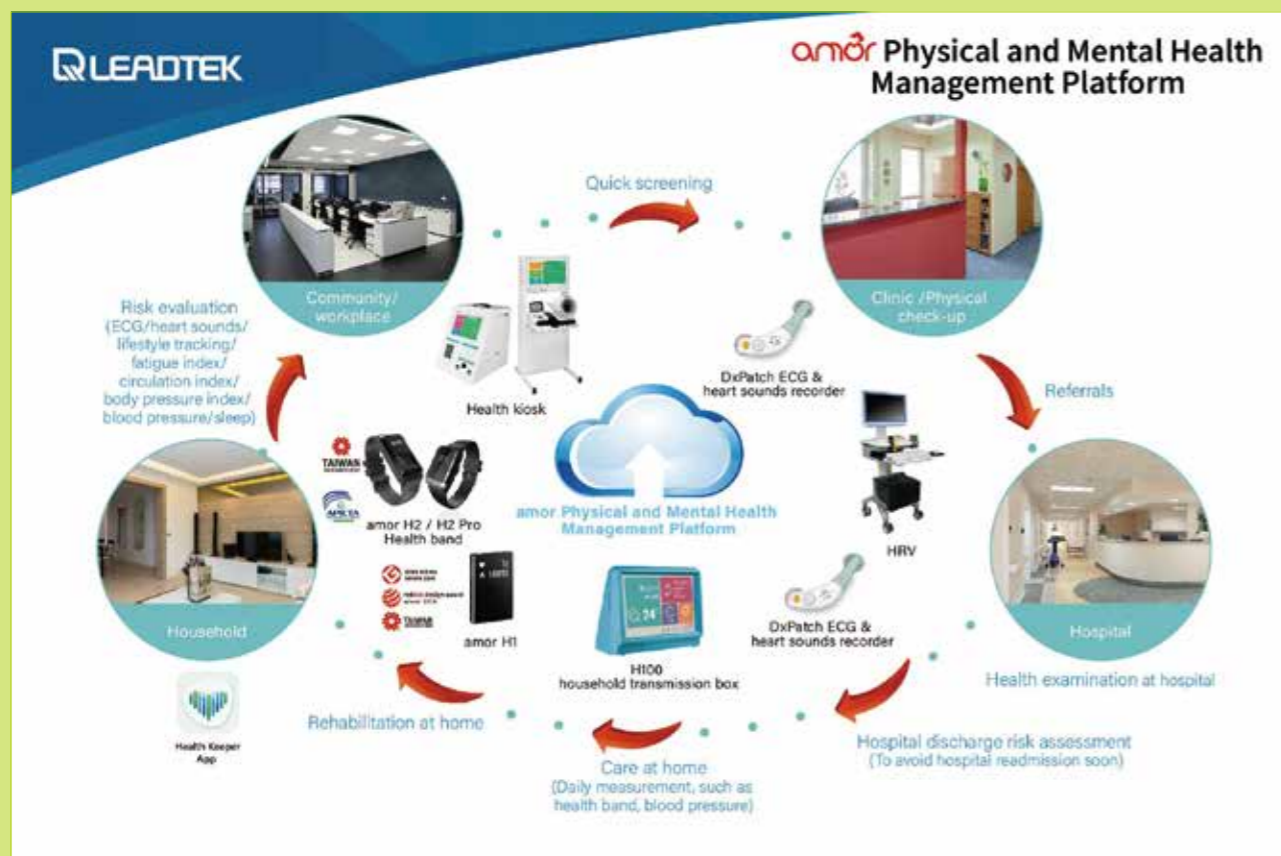 LEADTEK
amor Physical and Mental Health
Management Platform
Quick screening
Community/
workplace
Clinic /Physical
check-up
Risk evaluation
(ECG/heart sounds/
lifestyle tracking/
fatigue index/
circulation index/
body pressure index/
blood pressure/sleep)
Health kiosk
DxPatch ECG &
heart sounds recorder
Referrals
TAIWAN
amor H2 / H2 Pro
Health band
amor Physical and Mental Health
Management Platform
HRV
Household
amor H1
H100
household transmission box
DxPatch ECG &
heart sounds recorder
Hospital
Health examination at hospital
Health Keeper
App
Rehabilitation at home
Care at home
(Daily measurement, such as
health band, blood pressure)
Hospital discharge risk assessment
(To avoid hospital readmission soon)